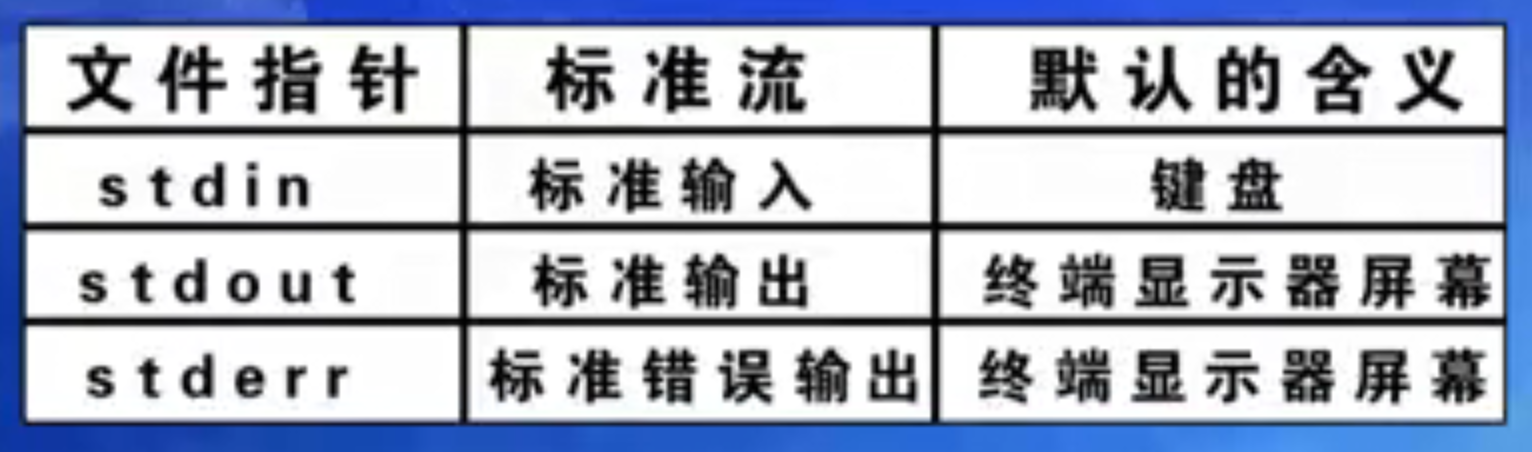 文件指针 标准流 默认的含义
stdin 标准输入 键盘
stdout 标准输出 终端显示器屏幕
stderr 标准错误输出 终端显示器屏幕